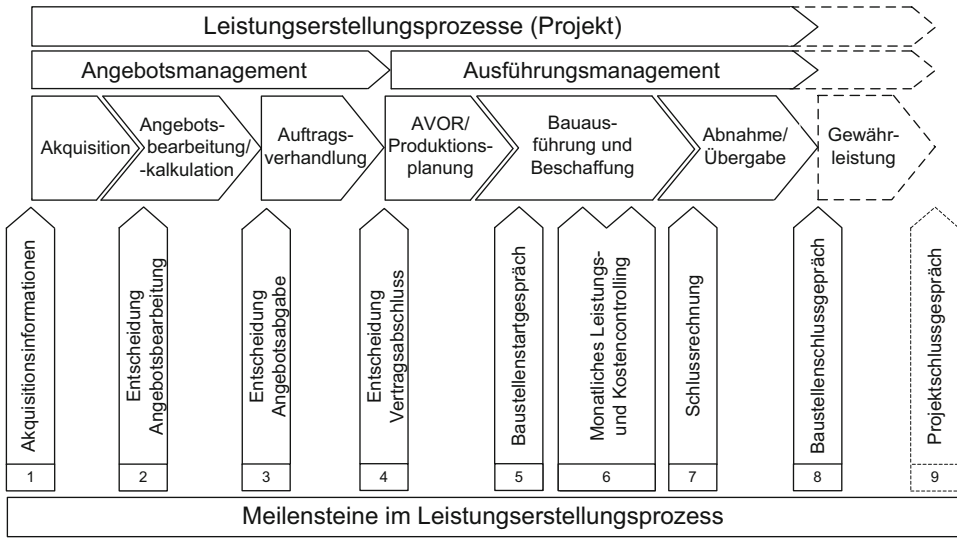 Leistungserstellungsprozesse (Projekt)
Angebotsmanagement
Ausführungsmanagement
Akquisition
Angebots-
bearbeitung/
-kalkulation
Auftrags-
verhandlung
AVOR/
Produktions-
planung
Bauaus-
führung und
Beschaffung
Abnahme/
Übergabe
Gewähr-
leistung
Akquisitionsinformationen
Entscheidung
Angebotsbearbeitung
Entscheidung
Angebotsabgabe
Entscheidung
Vertragsabschluss
Baustellenstartgespräch
Monatliches Leistungs-
und Kostencontrolling
Schlussrechnung
Baustellenschlussgepräch
Projektschlussgespräch
1
2
3
4
5
6
7
8
9
Meilensteine im Leistungserstellungsprozess